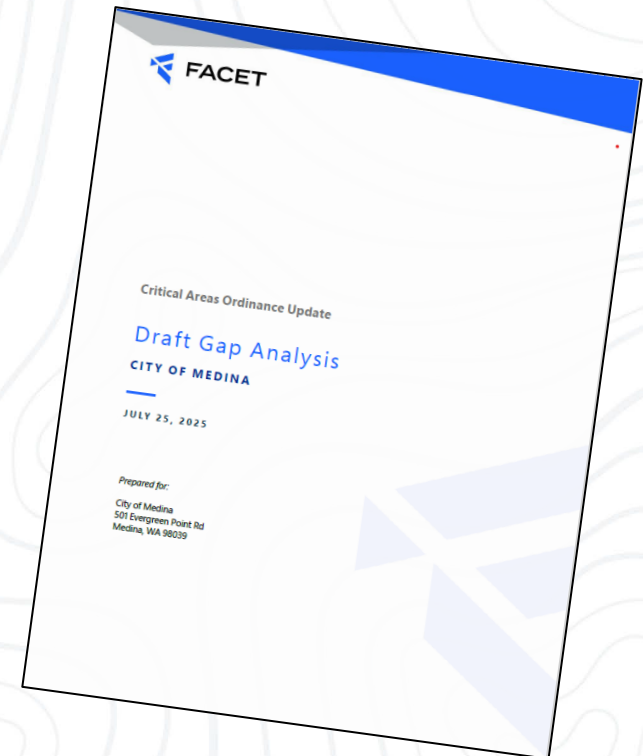 FACET
Critical Areas Ordinance Update
Draft Gap Analysis
CITY OF MEDINA
JULY 25, 2025
Prepared for:
City of Medina
501 Evergreen Point Rd
Medina, WA 98039